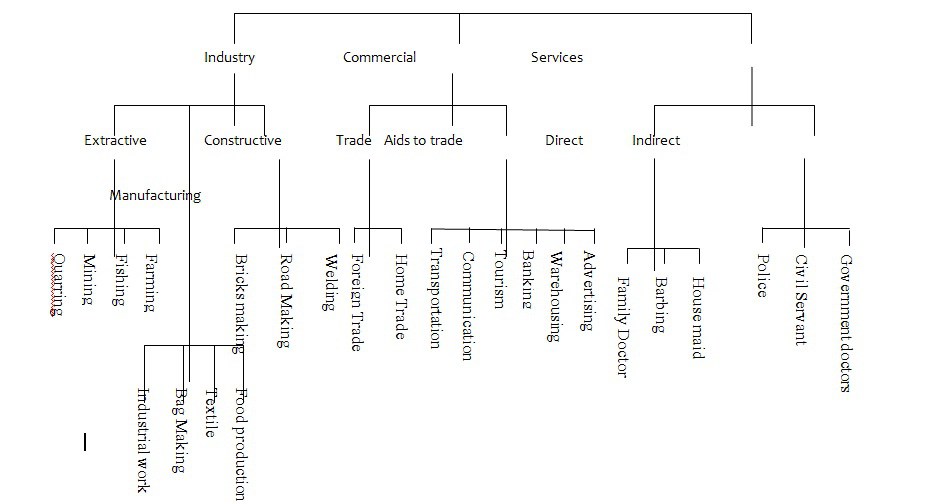 Industry
Commercial
Services
Extractive
Constructive
Trade
Aids to trade
Direct
Indirect
Manufacturing
Quarring
Mining
Fishing
Farming
Bricks making
Road Making
Welding
Foreign Trade
Home Trade
Transportation
Communication
Tourism
Banking
Warehousing
Advertising
Family Doctor
Barbing
House maid
Police
Civil Servant
Government doctors
Industrial work
Bag Making
Textile
Food production